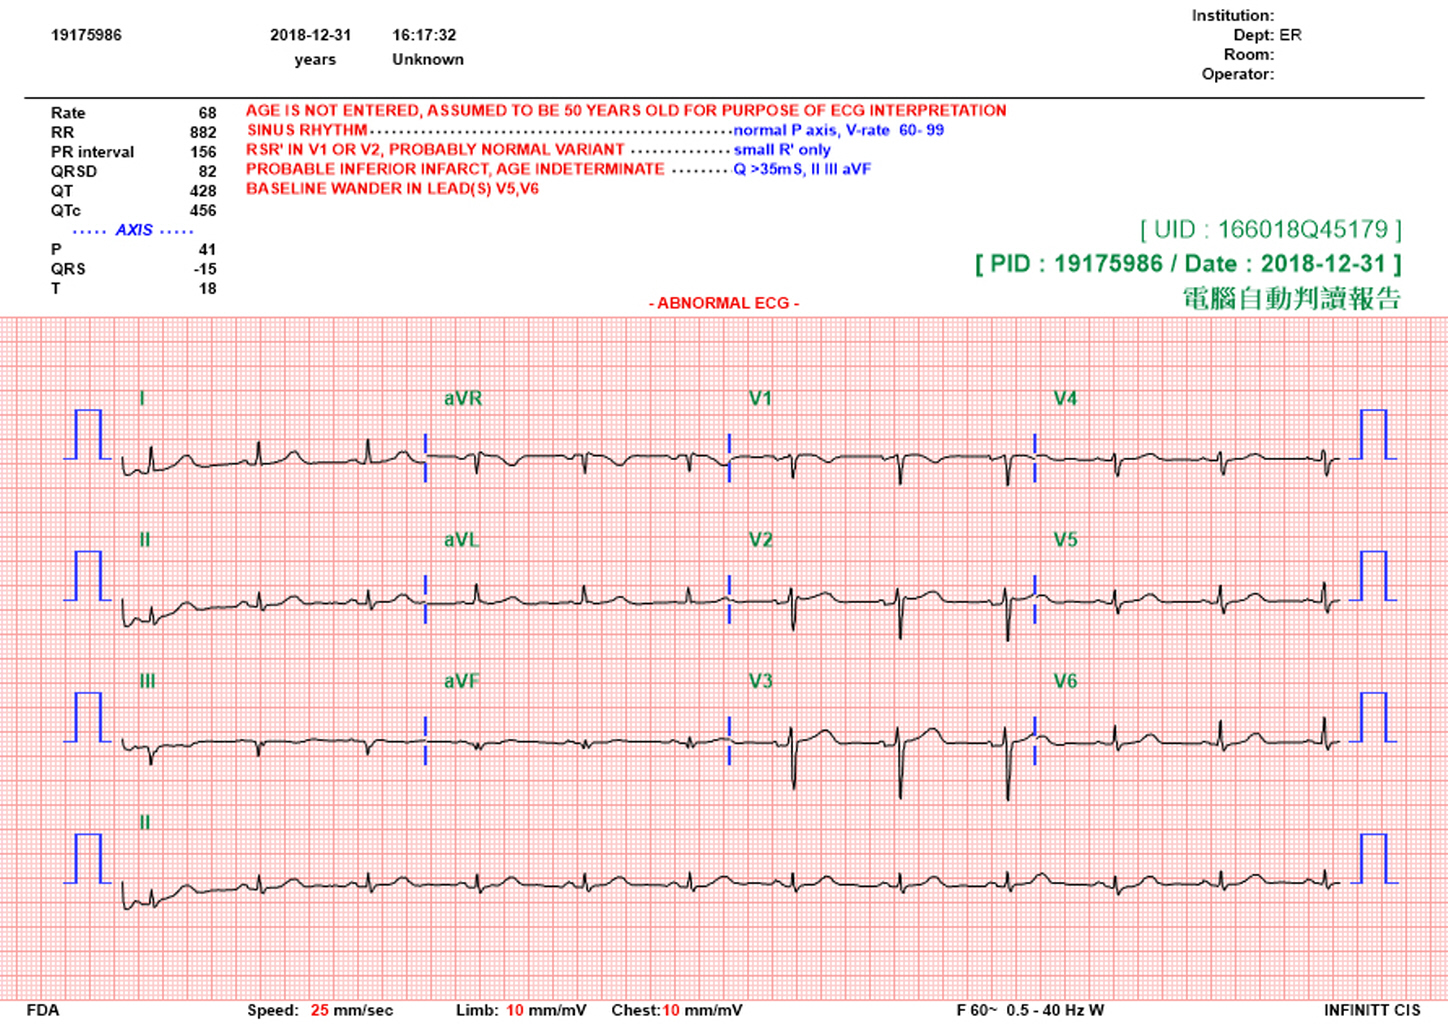 Institution:
19175986 2018-12-31 16:17:32 Dept: ER
years Unknown Room:
Operator:
Rate 68 AGE IS NOT ENTERED, ASSUMED TO BE 50 YEARS OLD FOR PURPOSE OF ECG INTERPRETATION
RR 882 SINUS RHYTHM........................................normal P axis, V-rate 60- 99
PR interval 156 RSR' IN V1 OR V2, PROBABLY NORMAL VARIANT ............small R' only
QRSD 82 PROBABLE INFERIOR INFARCT, AGE INDETERMINATE .......Q >35mS, II III aVF
QT 428 BASELINE WANDER IN LEAD(S) V5,V6
QTc 456
..... AXIS .....
P 41
QRS -15
T 18
[ UID : 166018Q45179 ]
[ PID : 19175986 / Date : 2018-12-31 ]
電腦自動判讀報告
- ABNORMAL ECG -
I aVR V1 V4
II aVL V2 V5
III aVF V3 V6
II
FDA Speed: 25 mm/sec Limb: 10 mm/mV Chest:10 mm/mV F 60~ 0.5 - 40 Hz W INFINITT CIS